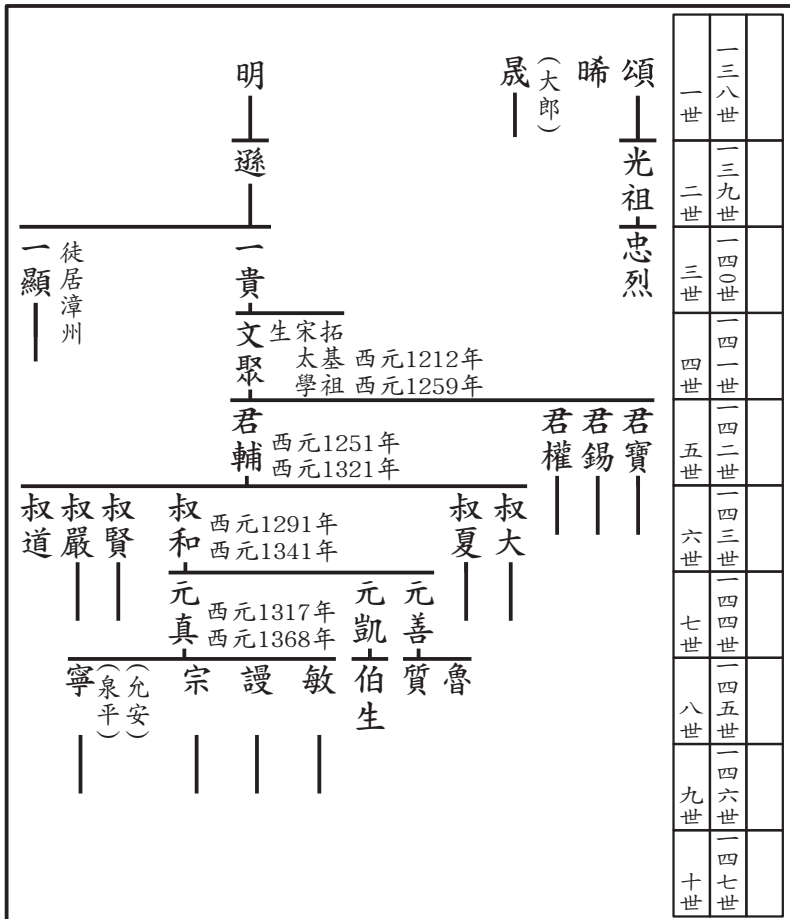 一三八世
一世
頌
晞
晟
(大郎)
明
一三九世
二世
光祖
遜
一四0世
三世
忠烈
一貴
一顯
徒居漳州
一四一世
四世
文聚
拓基祖
宋太學
生
西元1212年
西元1259年
一四二世
五世
君寶
君錫
君權
君輔
西元1251年
西元1321年
一四三世
六世
叔大
叔夏
叔和
西元1291年
西元1341年
叔賢
叔嚴
叔道
一四四世
七世
元善
元凱
元真
西元1317年
西元1368年
一四五世
八世
魯
質
伯生
敏
謾
宗
寧
(允安)
(泉平)
一四六世
九世
一四七世
十世